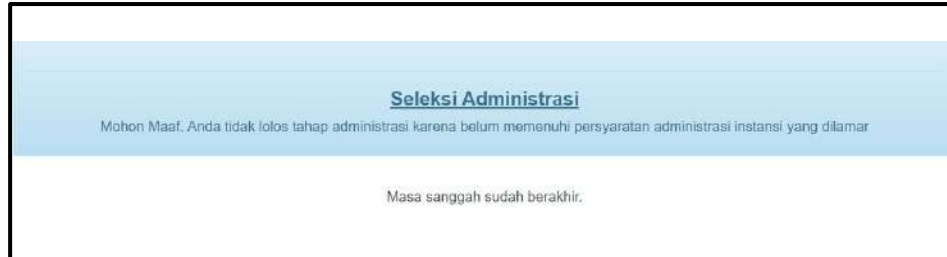 Seleksi Administrasi
Mohon Maaf. Anda tidak lolos tahap administrasi karena belum memenuhi persyaratan administrasi instansi yang dilamar
Masa sanggah sudah berakhir.